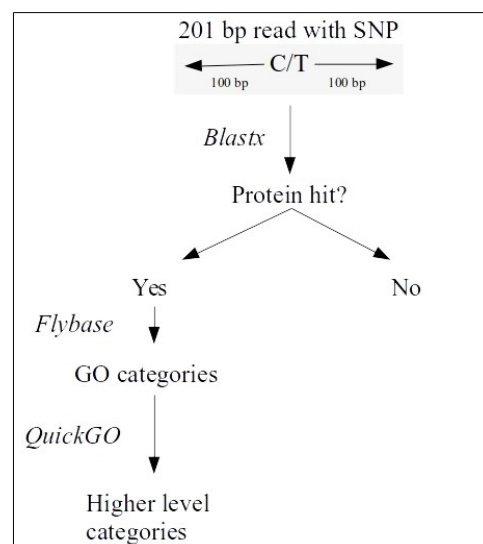 201 bp read with SNP
C/T
100 bp 100 bp
Blastx
Protein hit?
Yes No
Flybase
GO categories
QuickGO
Higher level
categories